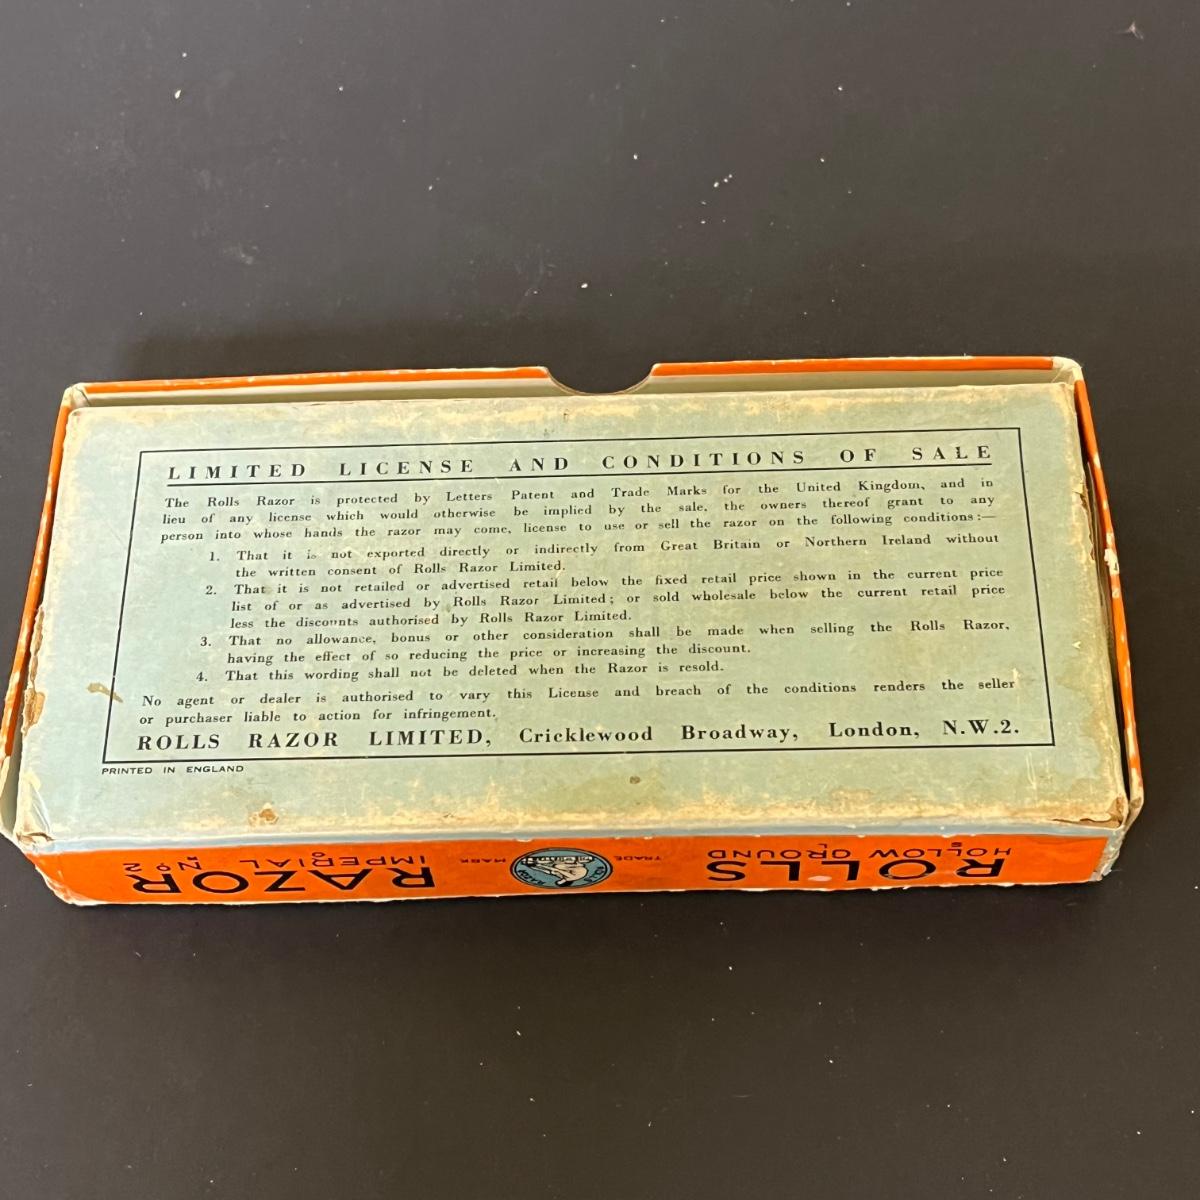 LIMITED LICENSE AND CONDITIONS OF SALE
The Rolls Razor is protected by Letters Patent and Trade Marks for the United Kingdom, and in
lieu of any license which would otherwise be implied by the sale, the owners thereof grant to any
person into whose hands the razor may come, license to use or sell the razor on the following conditions :—
1. That it is not exported directly or indirectly from Great Britain or Northern Ireland without
the written consent of Rolls Razor Limited.
2. That it is not retailed or advertised retail below the fixed retail price shown in the current price
list of or as advertised by Rolls Razor Limited; or sold wholesale below the current retail price
less the discounts authorised by Rolls Razor Limited.
3. That no allowance, bonus or other consideration shall be made when selling the Rolls Razor,
having the effect of so reducing the price or increasing the discount.
4. That this wording shall not be deleted when the Razor is resold.
No agent or dealer is authorised to vary this License and breach of the conditions renders the seller
or purchaser liable to action for infringement.
ROLLS RAZOR LIMITED, Cricklewood Broadway, London, N.W.2.
PRINTED IN ENGLAND
ROLLS RAZOR
HOLLOW GROUND
TRADE MARK
IMPERIAL No 2